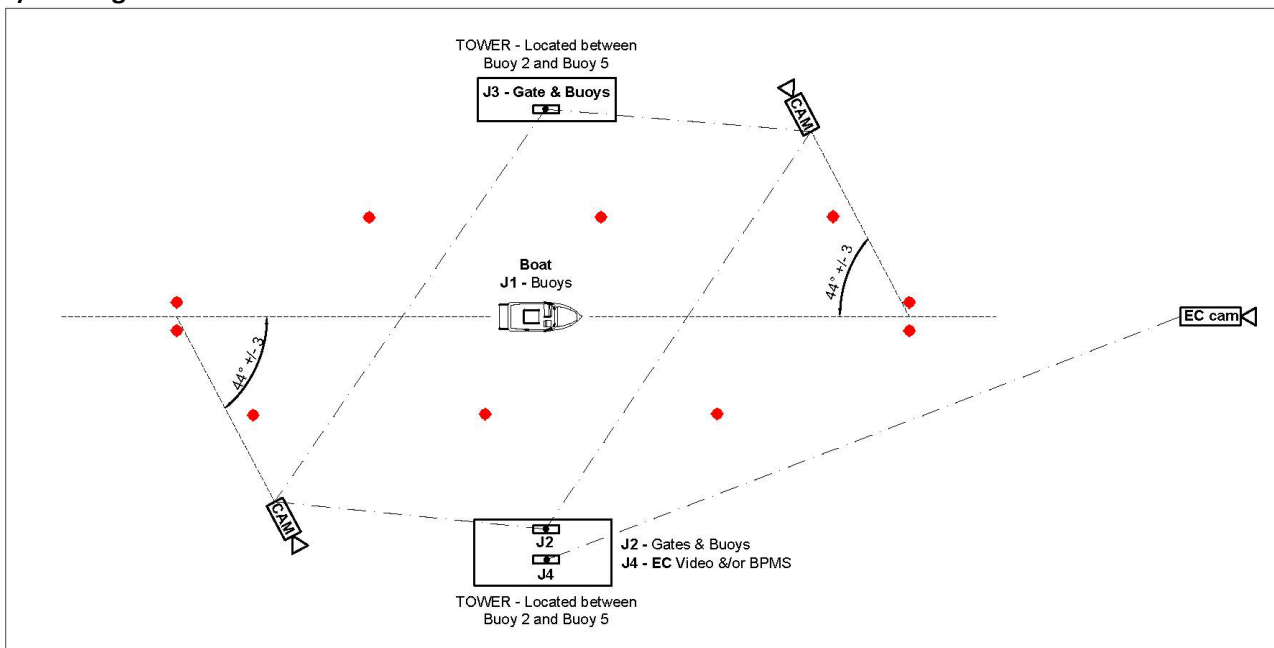 TOWER - Located between
Buoy 2 and Buoy 5
J3 - Gate & Buoys
CAM
44° +/- 3
Boat
J1 - Buoys
EC cam
44° +/- 3
CAM
J2
J4
J2 - Gates & Buoys
J4 - EC Video &/or BPMS
TOWER - Located between
Buoy 2 and Buoy 5